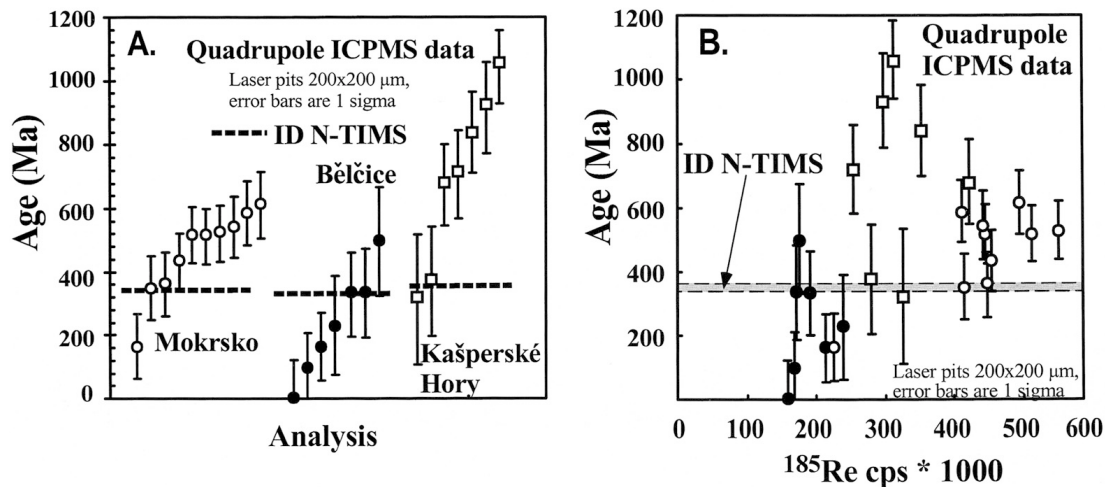 A.
Quadrupole ICPMS data
Laser pits 200x200 µm,
error bars are 1 sigma
ID N-TIMS
Bělčice
Mokrsko
Kašperské
Hory
Age (Ma)
1200
1000
800
600
400
200
0
Analysis
B.
Quadrupole
ICPMS data
ID N-TIMS
Laser pits 200x200 µm,
error bars are 1 sigma
Age (Ma)
1200
1000
800
600
400
200
0
0 100 200 300 400 500 600
¹⁸⁵Re cps * 1000